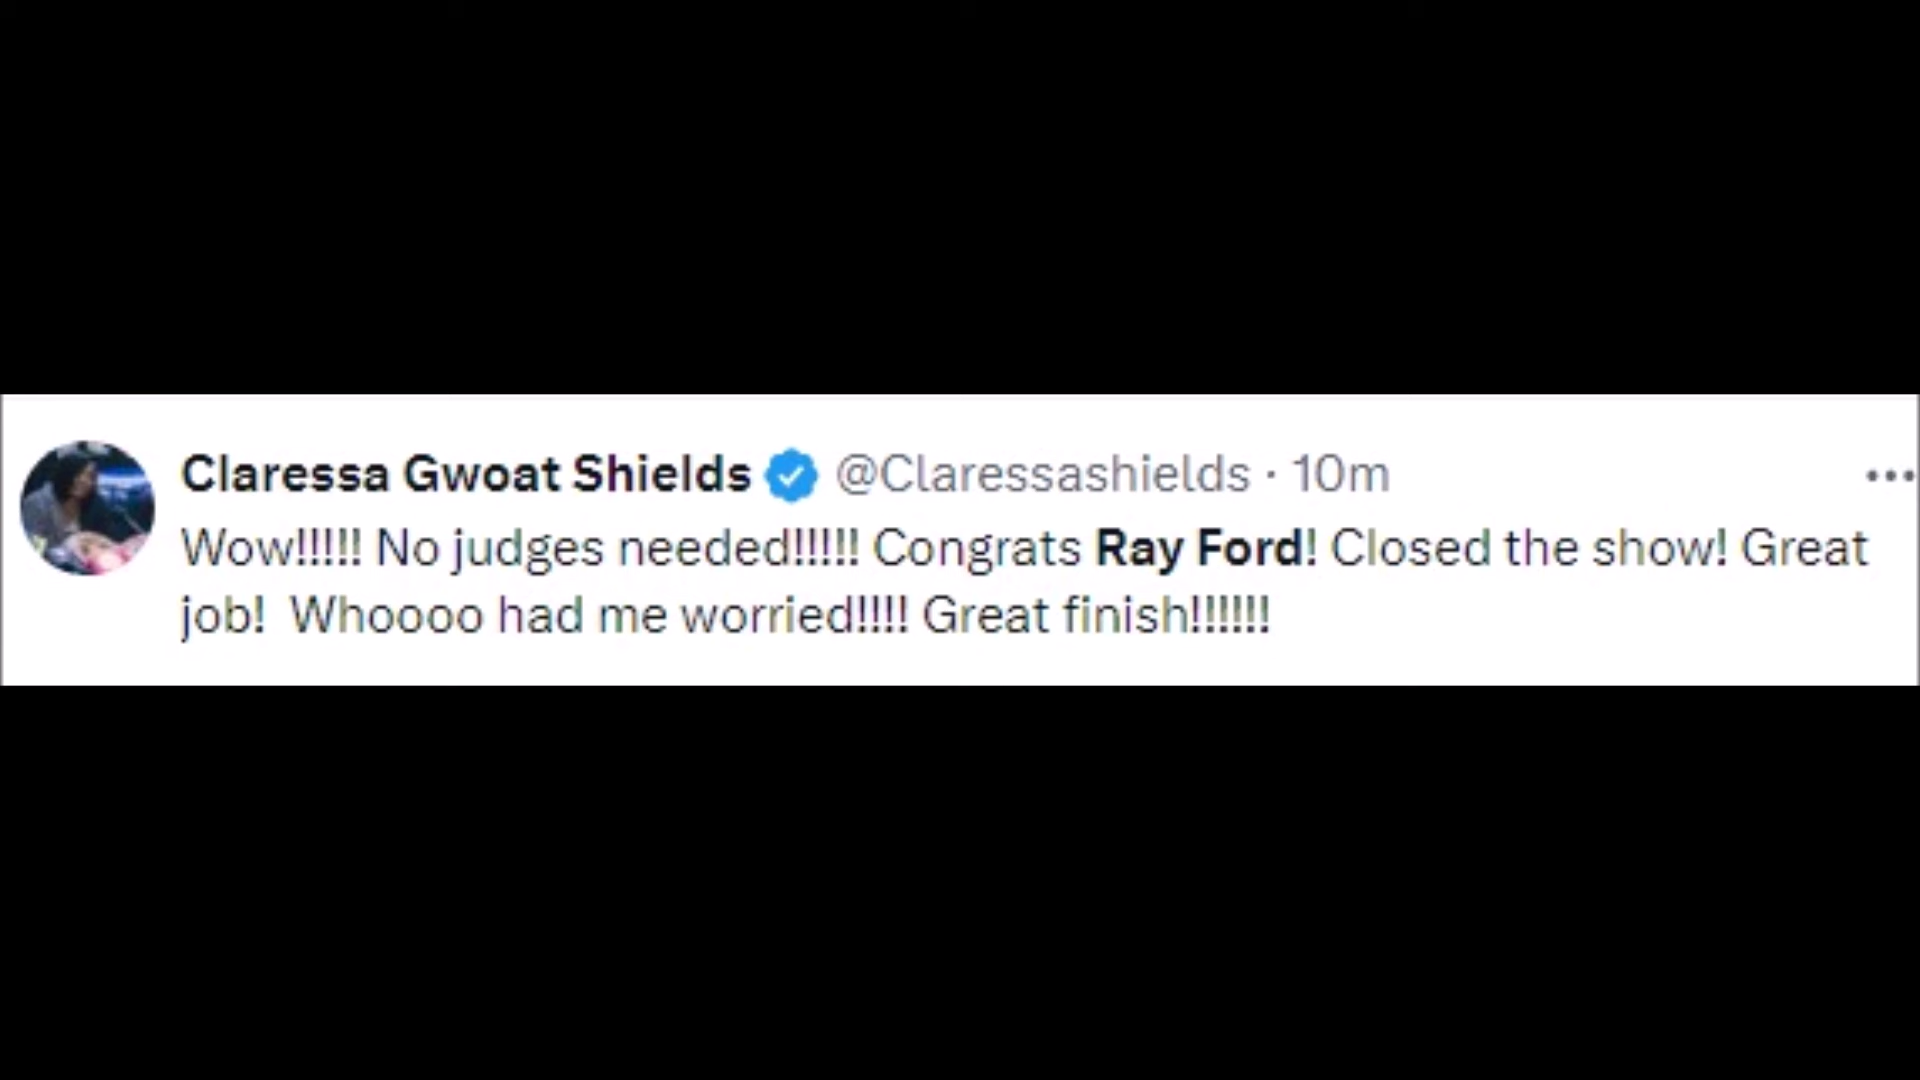 Claressa Gwoat Shields @Claressashields · 10m
Wow!!!!! No judges needed!!!!! Congrats Ray Ford! Closed the show! Great
job!  Whoooo had me worried!!!! Great finish!!!!!!